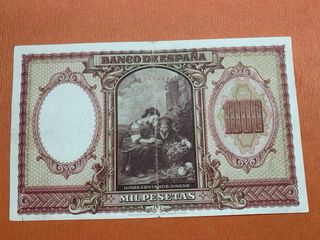 BANCO DE ESPAÑA
NIÑOS CONTANDO DINERO
MIL PESETAS